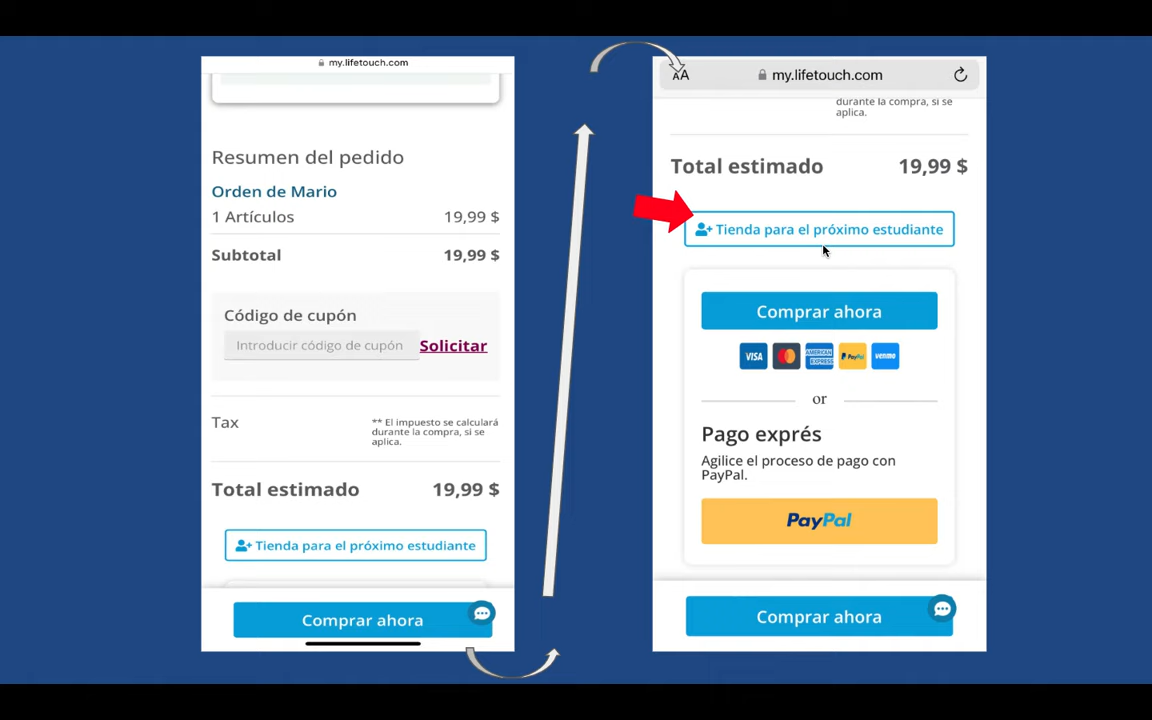 my.lifetouch.com
Resumen del pedido
Orden de Mario
1 Artículos 19,99 $
Subtotal 19,99 $
Código de cupón
Introducir código de cupón Solicitar
Tax ** El impuesto se calculará
durante la compra, si se
aplica.
Total estimado 19,99 $
Tienda para el próximo estudiante
Comprar ahora
AA my.lifetouch.com
durante la compra, si se
aplica.
Total estimado 19,99 $
Tienda para el próximo estudiante
Comprar ahora
VISA AMERICAN EXPRESS PayPal venmo
or
Pago exprés
Agilice el proceso de pago con
PayPal.
PayPal
Comprar ahora